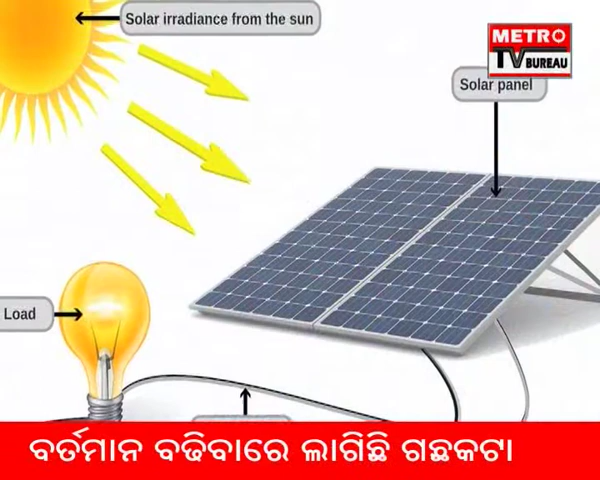 Solar irradiance from the sun
METRO
TV BUREAU
Solar panel
Load
ବର୍ତମାନ ବଢିବାରେ ଲାଗିଛି ଗଛକଟା